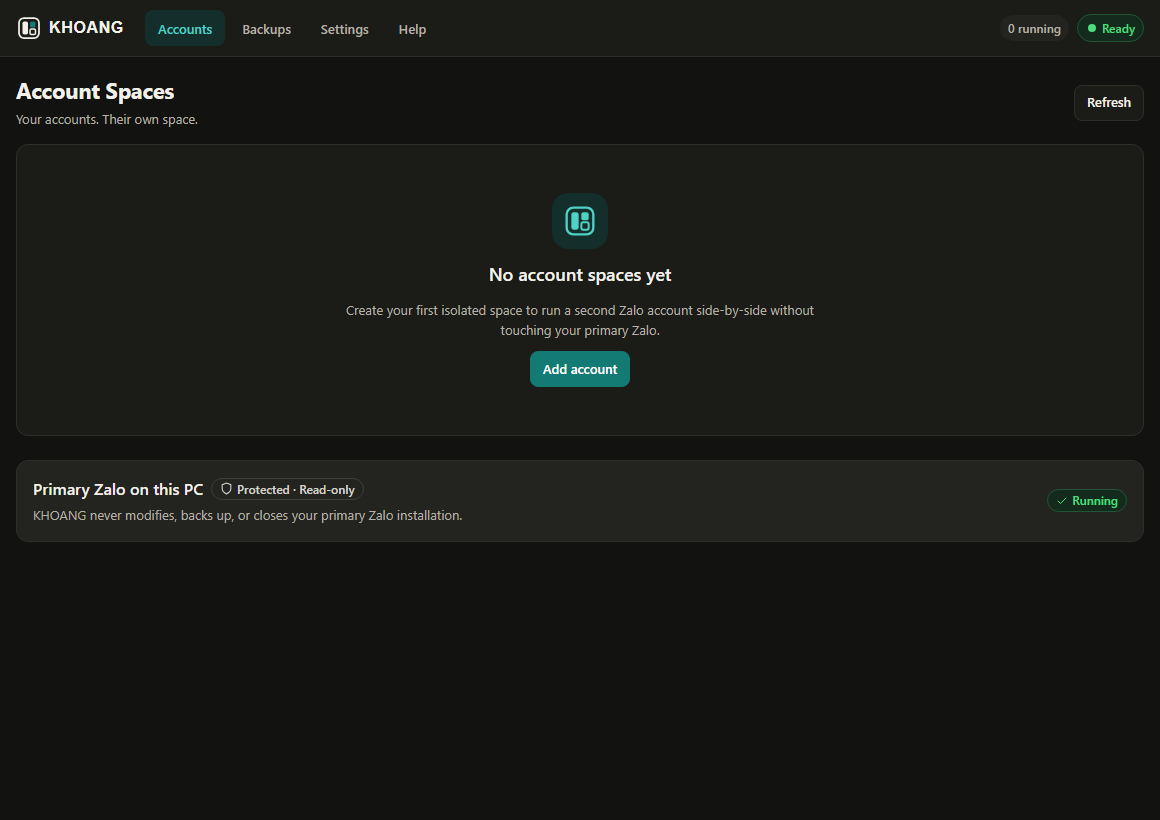 KHOANG
Accounts
Backups
Settings
Help
0 running
Ready
Account Spaces
Your accounts. Their own space.
Refresh
No account spaces yet
Create your first isolated space to run a second Zalo account side-by-side without
touching your primary Zalo.
Add account
Primary Zalo on this PC
Protected · Read-only
KHOANG never modifies, backs up, or closes your primary Zalo installation.
Running